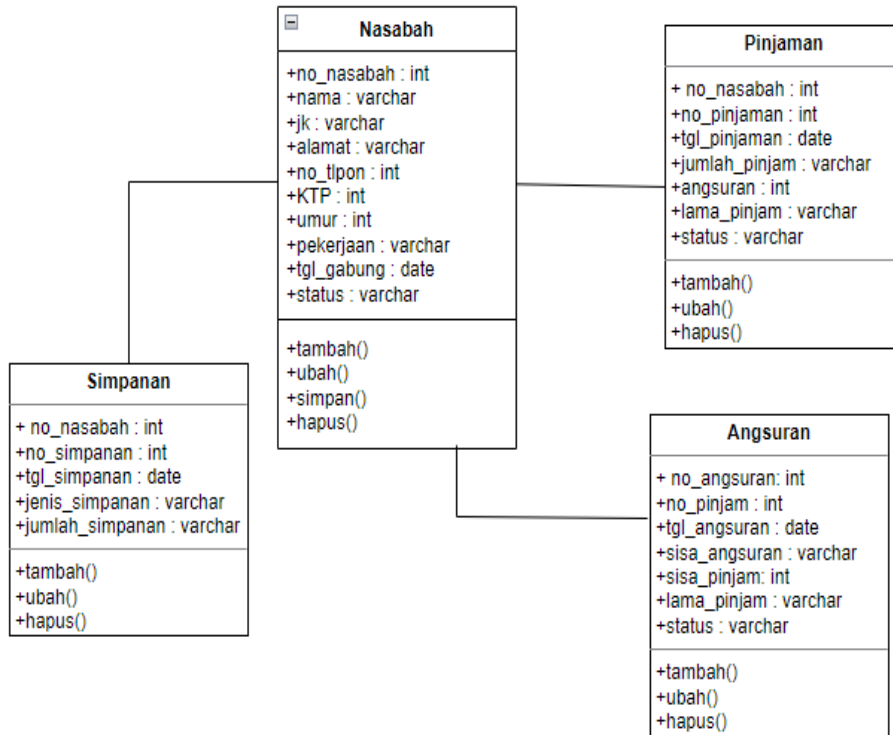 Nasabah
+no_nasabah : int
+nama : varchar
+jk : varchar
+alamat : varchar
+no_tlpon : int
+KTP : int
+umur : int
+pekerjaan : varchar
+tgl_gabung : date
+status : varchar
+tambah()
+ubah()
+simpan()
+hapus()
Pinjaman
+ no_nasabah : int
+no_pinjaman : int
+tgl_pinjaman : date
+jumlah_pinjam : varchar
+angsuran : int
+lama_pinjam : varchar
+status : varchar
+tambah()
+ubah()
+hapus()
Simpanan
+ no_nasabah : int
+no_simpanan : int
+tgl_simpanan : date
+jenis_simpanan : varchar
+jumlah_simpanan : varchar
+tambah()
+ubah()
+hapus()
Angsuran
+ no_angsuran: int
+no_pinjam : int
+tgl_angsuran : date
+sisa_angsuran : varchar
+sisa_pinjam: int
+lama_pinjam : varchar
+status : varchar
+tambah()
+ubah()
+hapus()